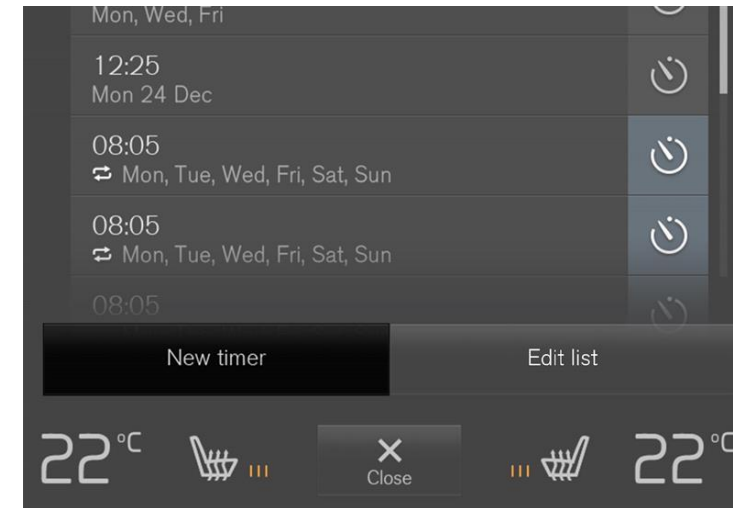 Mon, Wed, Fri
12:25
Mon 24 Dec
08:05
Mon, Tue, Wed, Fri, Sat, Sun
08:05
Mon, Tue, Wed, Fri, Sat, Sun
08:05
New timer
Edit list
22°C
22°C
Close